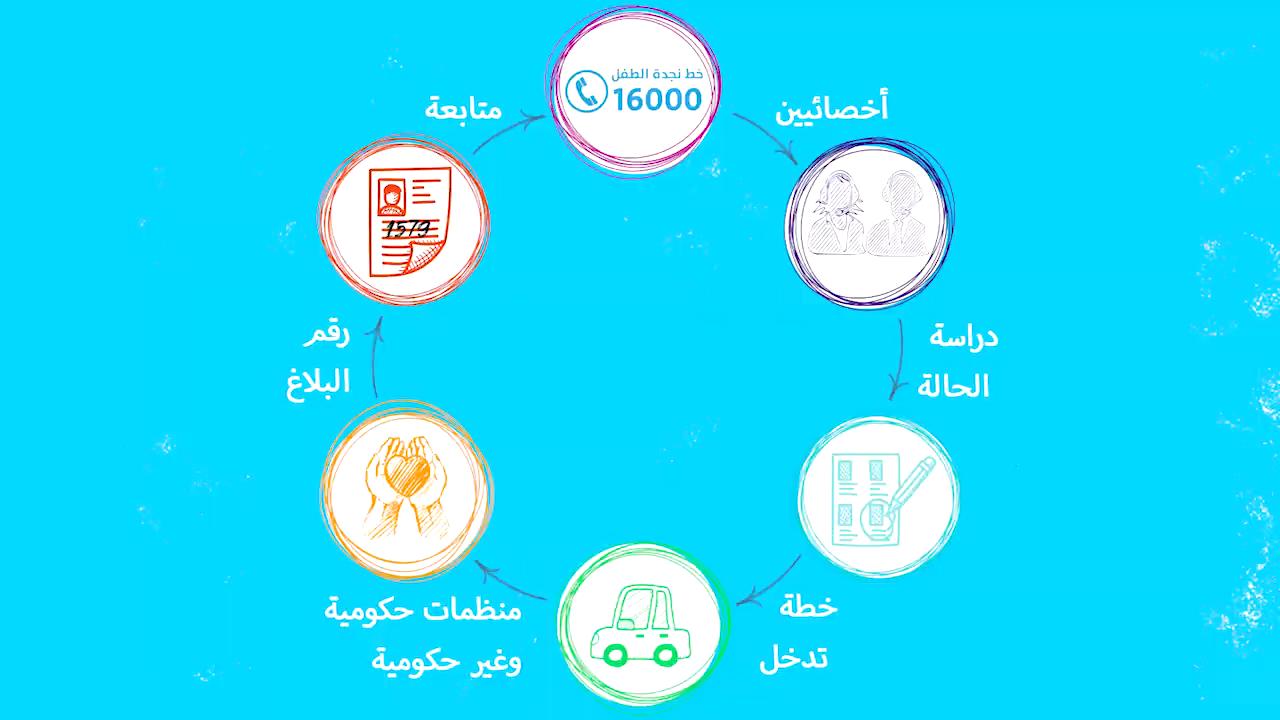 خط نجدة الطفل
16000
أخصائيين
دراسة
الحالة
خطة
تدخل
منظمات حكومية
وغير حكومية
رقم
البلاغ
1579
متابعة